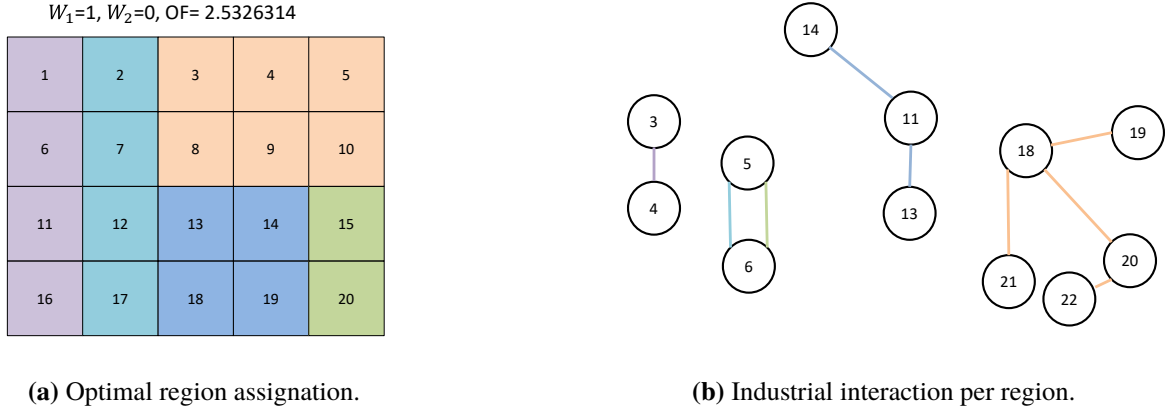 W₁=1, W₂=0, OF= 2.5326314
1 2 3 4 5
6 7 8 9 10
11 12 13 14 15
16 17 18 19 20
14
3
11
19
18
5
4
13
6
20
21
22
(a) Optimal region assignation.
(b) Industrial interaction per region.